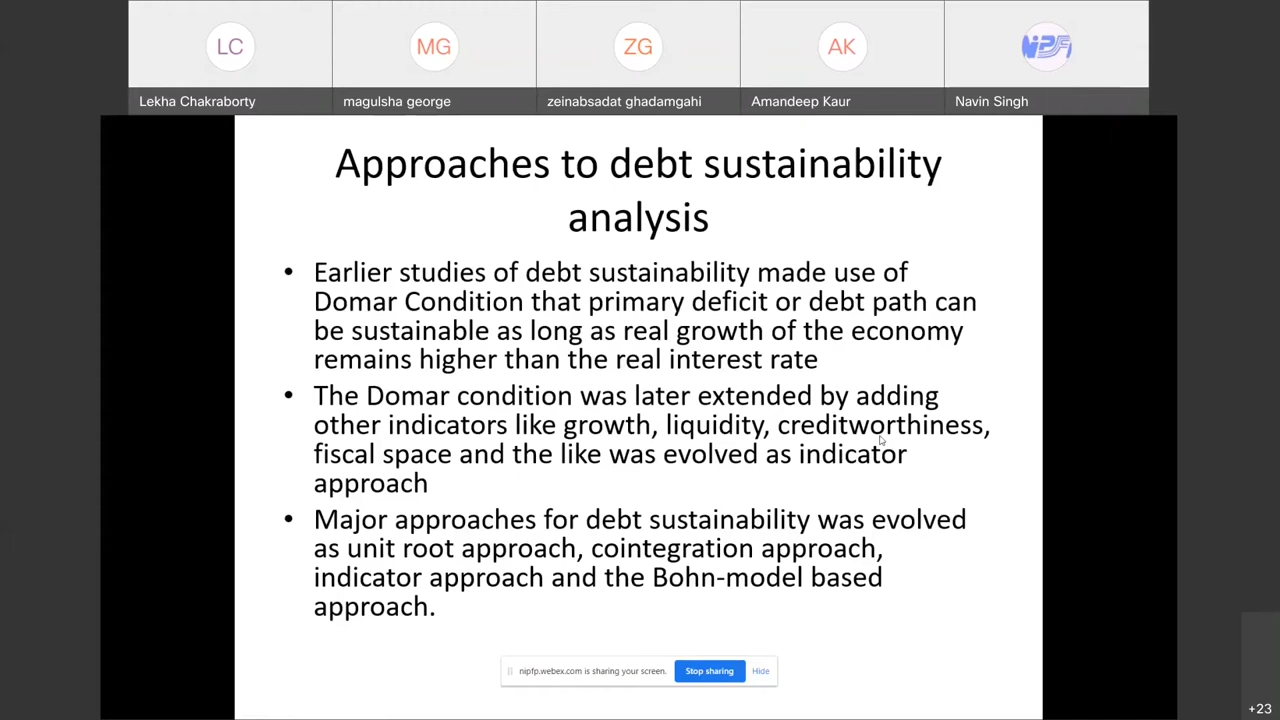 LC
MG
ZG
AK
NIPF
Lekha Chakraborty
magulsha george
zeinabsadat ghadamgahi
Amandeep Kaur
Navin Singh
Approaches to debt sustainability
analysis
• Earlier studies of debt sustainability made use of
Domar Condition that primary deficit or debt path can
be sustainable as long as real growth of the economy
remains higher than the real interest rate
• The Domar condition was later extended by adding
other indicators like growth, liquidity, creditworthiness,
fiscal space and the like was evolved as indicator
approach
• Major approaches for debt sustainability was evolved
as unit root approach, cointegration approach,
indicator approach and the Bohn-model based
approach.
nipfp.webex.com is sharing your screen.
Stop sharing
Hide
+23